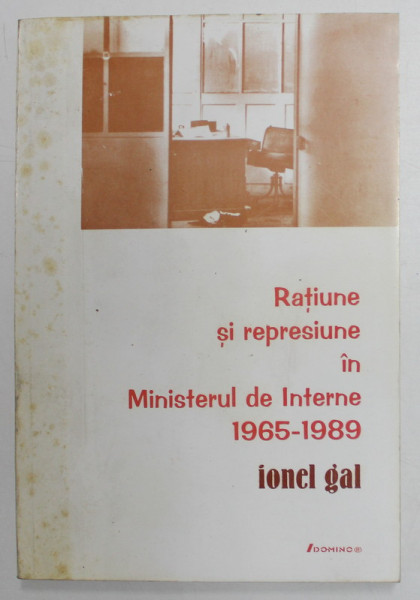 Rațiune
și represiune
în
Ministerul de Interne
1965-1989
ionel gal
DOMINO®